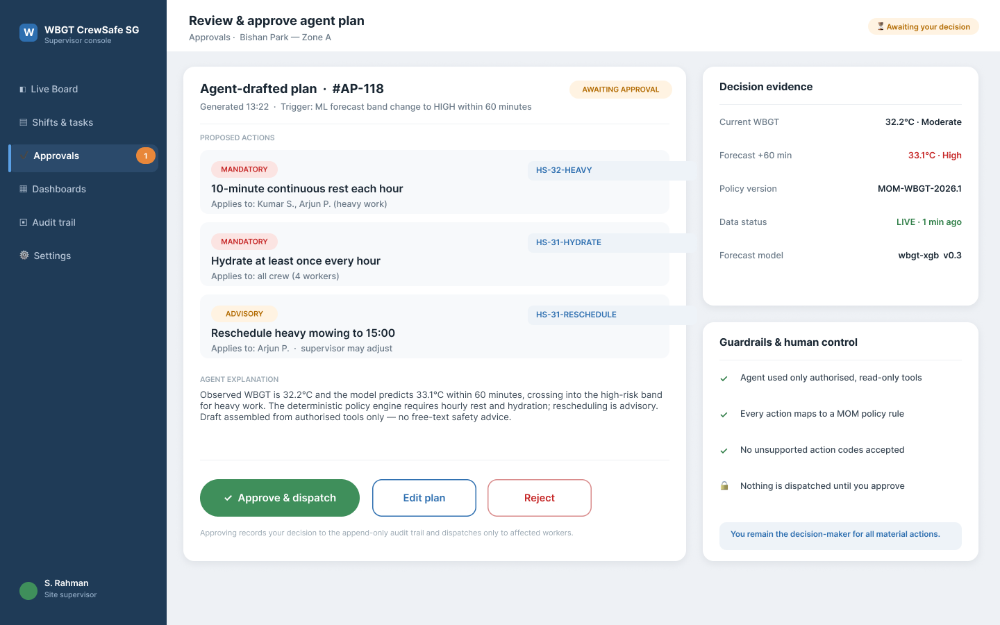 W
WBGT CrewSafe SG
Supervisor console
Live Board
Shifts & tasks
Approvals
1
Dashboards
Audit trail
Settings
S. Rahman
Site supervisor
Review & approve agent plan
Approvals · Bishan Park — Zone A
⏳ Awaiting your decision
Agent-drafted plan · #AP-118
AWAITING APPROVAL
Generated 13:22 · Trigger: ML forecast band change to HIGH within 60 minutes
PROPOSED ACTIONS
MANDATORY
HS-32-HEAVY
10-minute continuous rest each hour
Applies to: Kumar S., Arjun P. (heavy work)
MANDATORY
HS-31-HYDRATE
Hydrate at least once every hour
Applies to: all crew (4 workers)
ADVISORY
HS-31-RESCHEDULE
Reschedule heavy mowing to 15:00
Applies to: Arjun P. · supervisor may adjust
AGENT EXPLANATION
Observed WBGT is 32.2°C and the model predicts 33.1°C within 60 minutes, crossing into the high-risk band
for heavy work. The deterministic policy engine requires hourly rest and hydration; rescheduling is advisory.
Draft assembled from authorised tools only — no free-text safety advice.
✓ Approve & dispatch
Edit plan
Reject
Approving records your decision to the append-only audit trail and dispatches only to affected workers.
Decision evidence
Current WBGT 32.2°C · Moderate
Forecast +60 min 33.1°C · High
Policy version MOM-WBGT-2026.1
Data status LIVE · 1 min ago
Forecast model wbgt-xgb v0.3
Guardrails & human control
✓ Agent used only authorised, read-only tools
✓ Every action maps to a MOM policy rule
✓ No unsupported action codes accepted
🔒 Nothing is dispatched until you approve
You remain the decision-maker for all material actions.